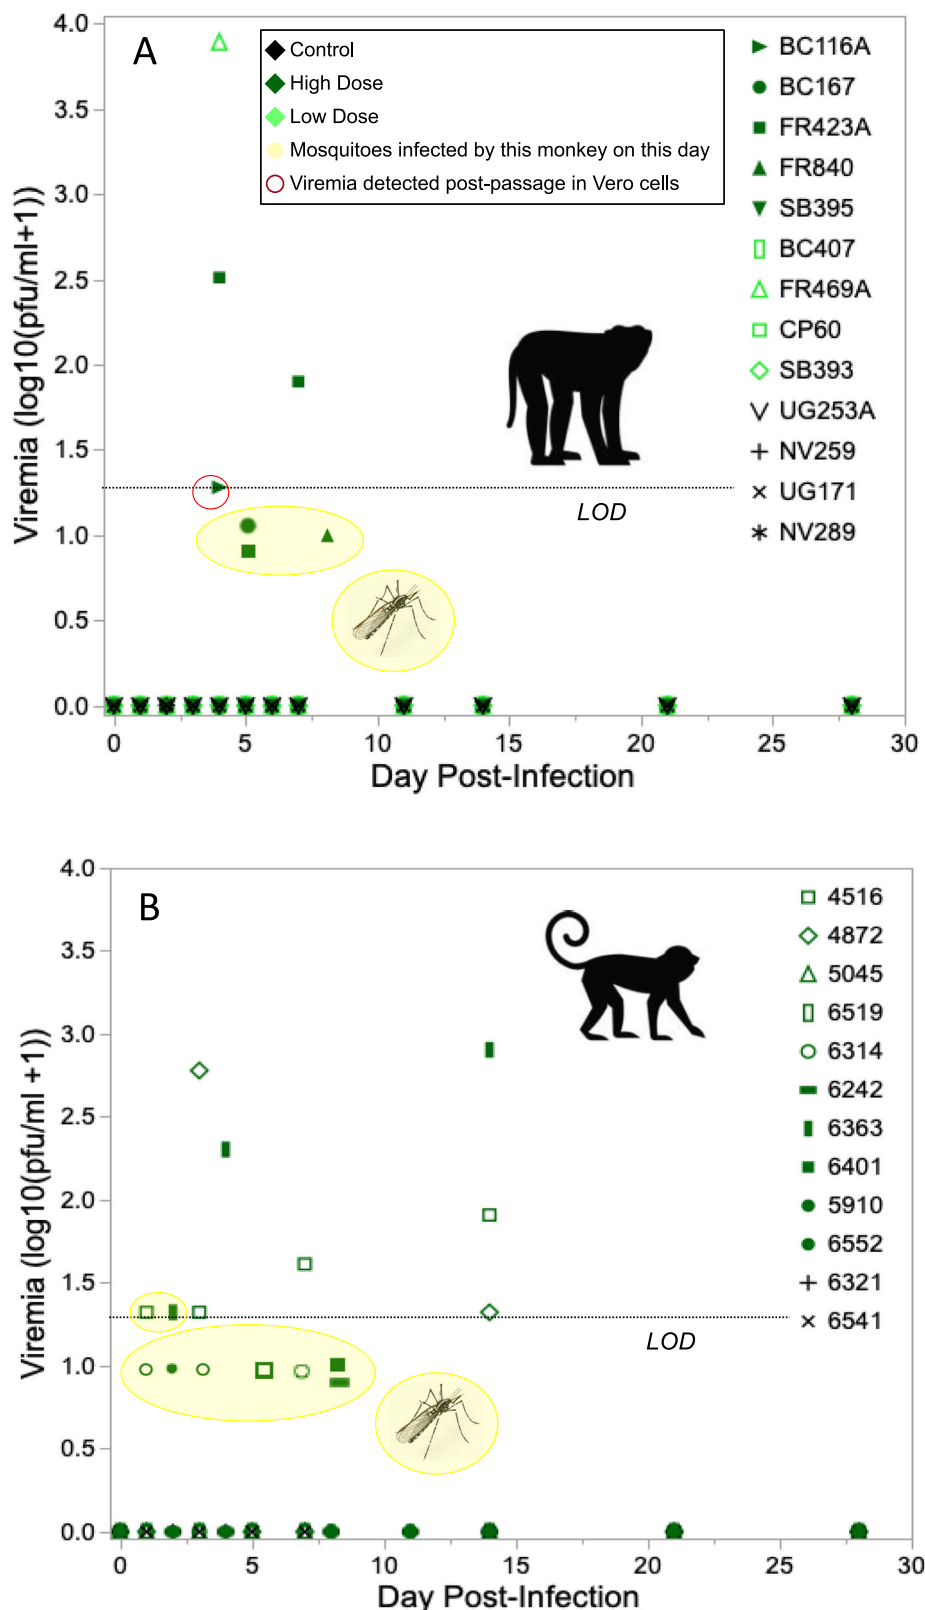 A
Control
High Dose
Low Dose
Mosquitoes infected by this monkey on this day
Viremia detected post-passage in Vero cells
BC116A
BC167
FR423A
FR840
SB395
BC407
FR469A
CP60
SB393
UG253A
NV259
UG171
NV289
LOD
Viremia (log10(pfu/ml+1))
4.0
3.5
3.0
2.5
2.0
1.5
1.0
0.5
0.0
0 5 10 15 20 25 30
Day Post-Infection
B
4516
4872
5045
6519
6314
6242
6363
6401
5910
6552
6321
6541
LOD
Viremia (log10(pfu/ml +1))
4.0
3.5
3.0
2.5
2.0
1.5
1.0
0.5
0.0
0 5 10 15 20 25 30
Day Post-Infection